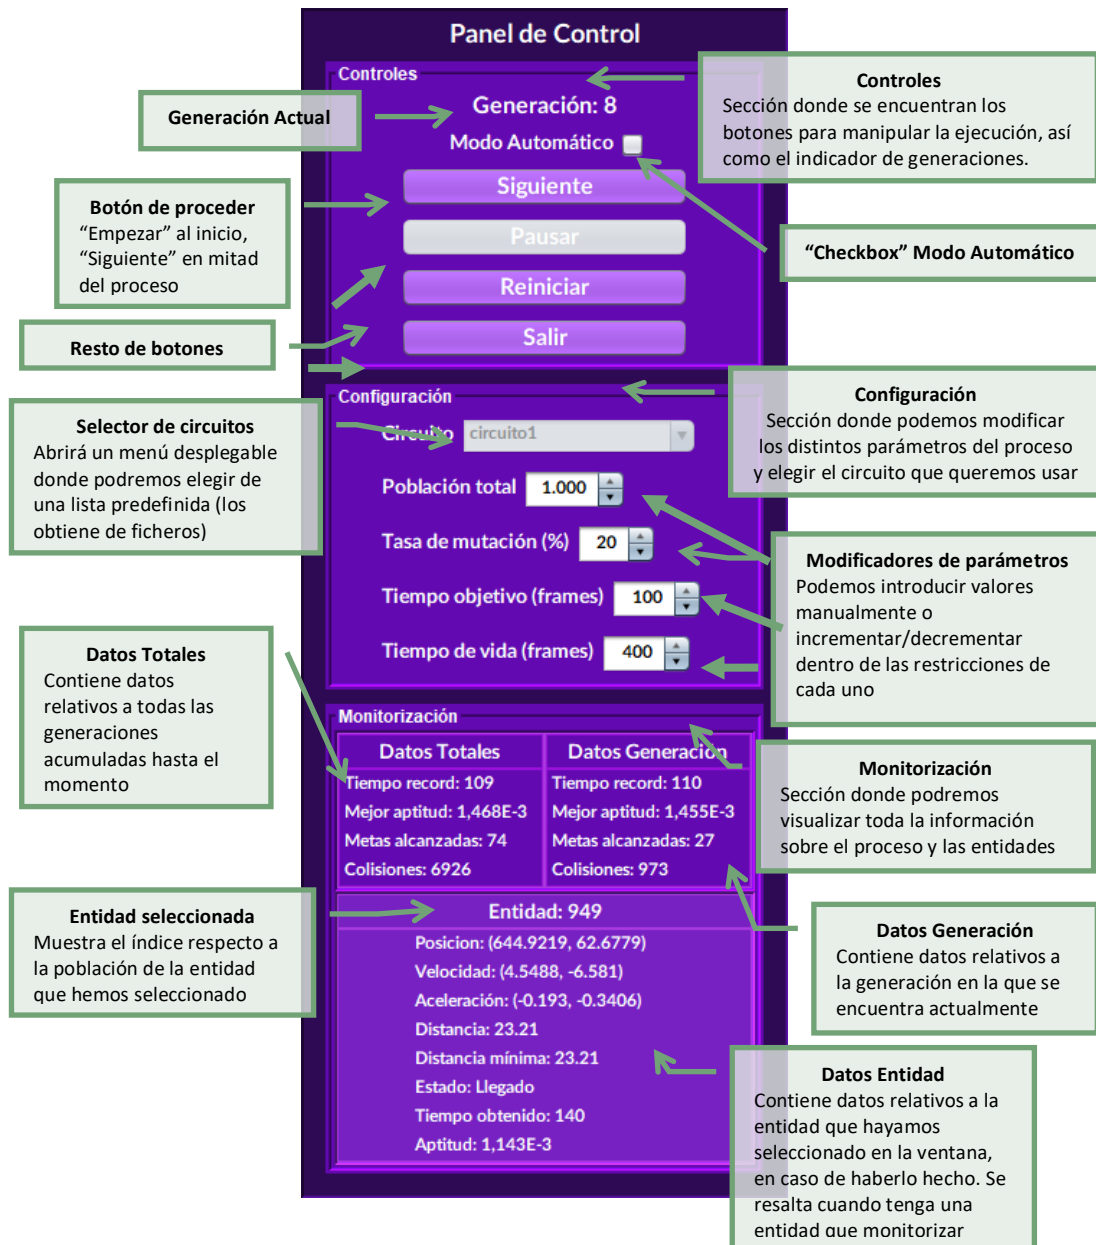 Panel de Control
Controles
Generación: 8
Modo Automático
Siguiente
Pausar
Reiniciar
Salir
Configuración
Circuito circuito1
Población total 1.000
Tasa de mutación (%) 20
Tiempo objetivo (frames) 100
Tiempo de vida (frames) 400
Monitorización
Datos Totales
Tiempo record: 109
Mejor aptitud: 1,468E-3
Metas alcanzadas: 74
Colisiones: 6926
Datos Generación
Tiempo record: 110
Mejor aptitud: 1,455E-3
Metas alcanzadas: 27
Colisiones: 973
Entidad: 949
Posicion: (644.9219, 62.6779)
Velocidad: (4.5488, -6.581)
Aceleración: (-0.193, -0.3406)
Distancia: 23.21
Distancia mínima: 23.21
Estado: Llegado
Tiempo obtenido: 140
Aptitud: 1,143E-3
Generación Actual
Botón de proceder
“Empezar” al inicio,
“Siguiente” en mitad
del proceso
Resto de botones
Selector de circuitos
Abrirá un menú desplegable
donde podremos elegir de
una lista predefinida (los
obtiene de ficheros)
Datos Totales
Contiene datos
relativos a todas las
generaciones
acumuladas hasta el
momento
Entidad seleccionada
Muestra el índice respecto a
la población de la entidad
que hemos seleccionado
Controles
Sección donde se encuentran los
botones para manipular la ejecución, así
como el indicador de generaciones.
“Checkbox” Modo Automático
Configuración
Sección donde podemos modificar
los distintos parámetros del proceso
y elegir el circuito que queremos usar
Modificadores de parámetros
Podemos introducir valores
manualmente o
incrementar/decrementar
dentro de las restricciones de
cada uno
Monitorización
Sección donde podremos
visualizar toda la información
sobre el proceso y las entidades
Datos Generación
Contiene datos relativos a
la generación en la que se
encuentra actualmente
Datos Entidad
Contiene datos relativos a la
entidad que hayamos
seleccionado en la ventana,
en caso de haberlo hecho. Se
resalta cuando tenga una
entidad que monitorizar